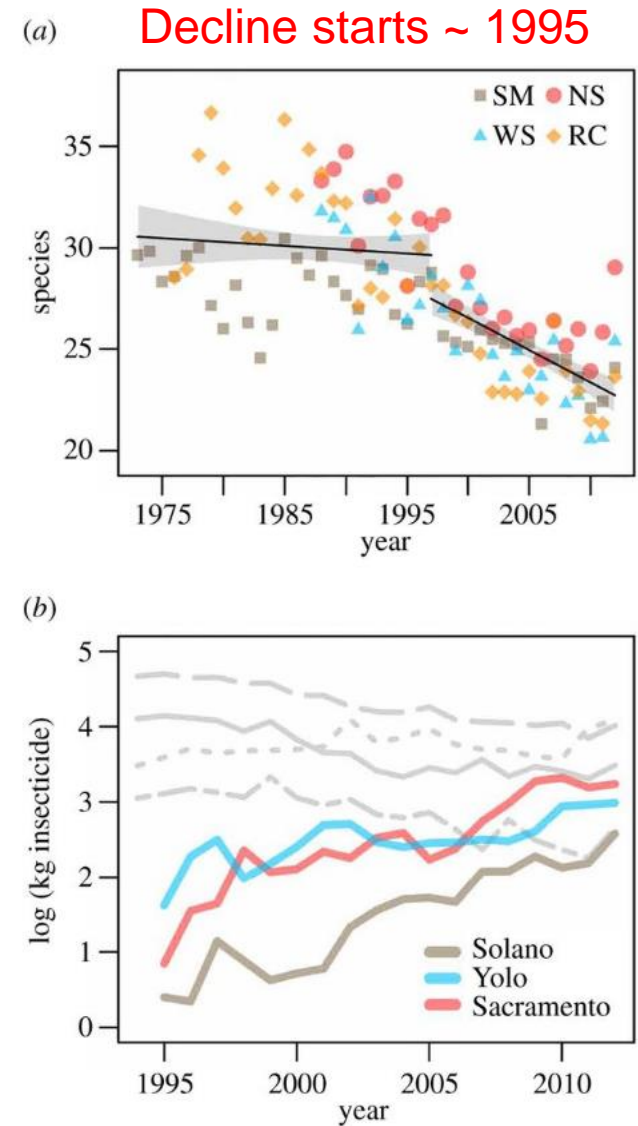 (a) Decline starts ~ 1995
SM NS
WS RC
35
30
25
20
species
1975 1985 1995 2005
year
(b)
5
4
3
2
1
0
log (kg insecticide)
Solano
Yolo
Sacramento
1995 2000 2005 2010
year